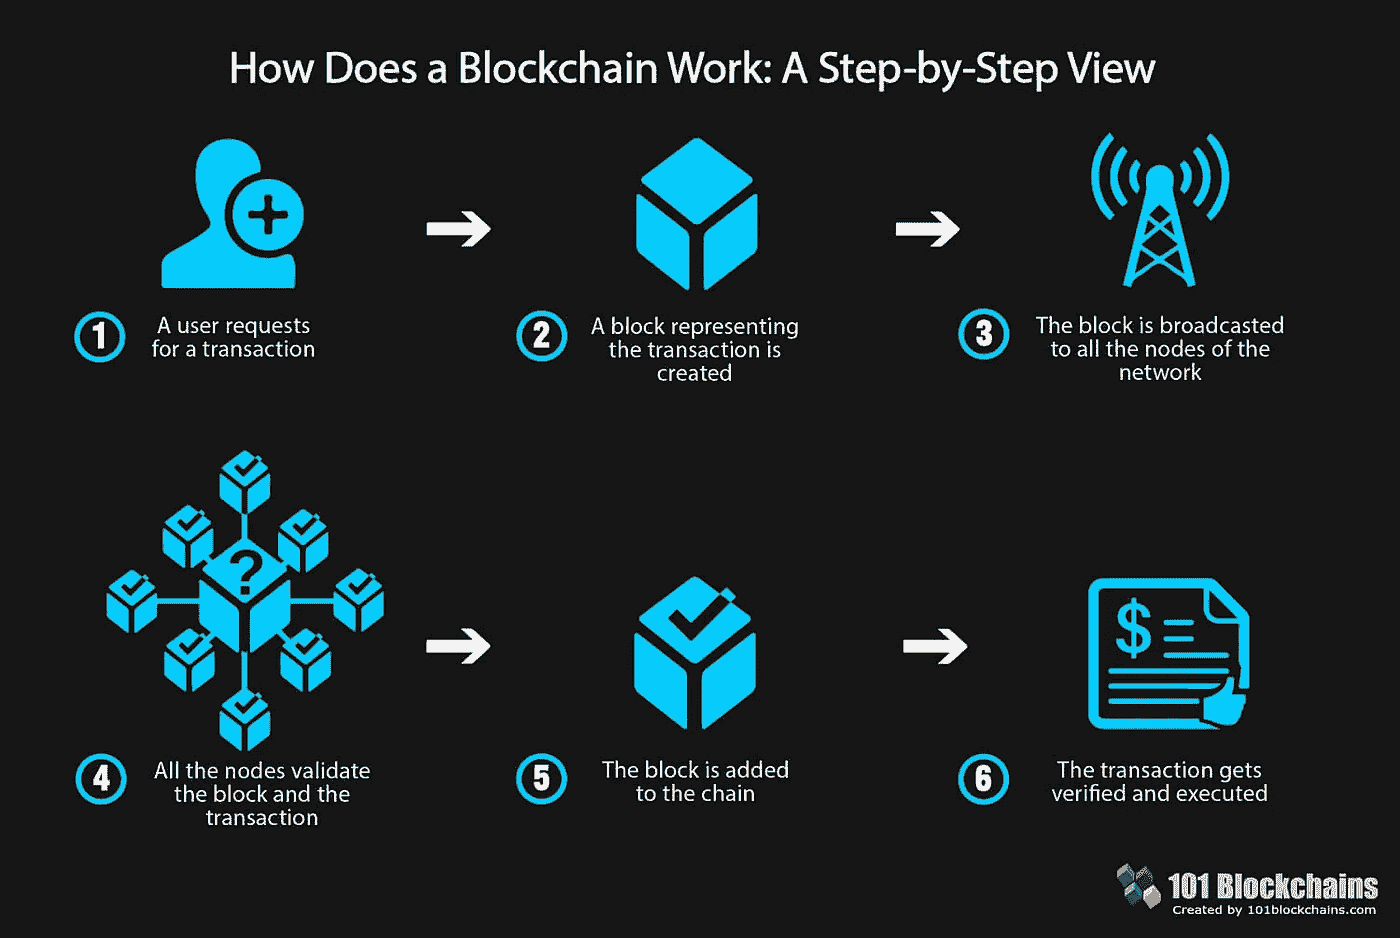 How Does a Blockchain Work: A Step-by-Step View
1
A user requests
for a transaction
2
A block representing
the transaction is
created
3
The block is broadcasted
to all the nodes of the
network
?
4
All the nodes validate
the block and the
transaction
5
The block is added
to the chain
$
6
The transaction gets
verified and executed
101 Blockchains
Created by 101blockchains.com